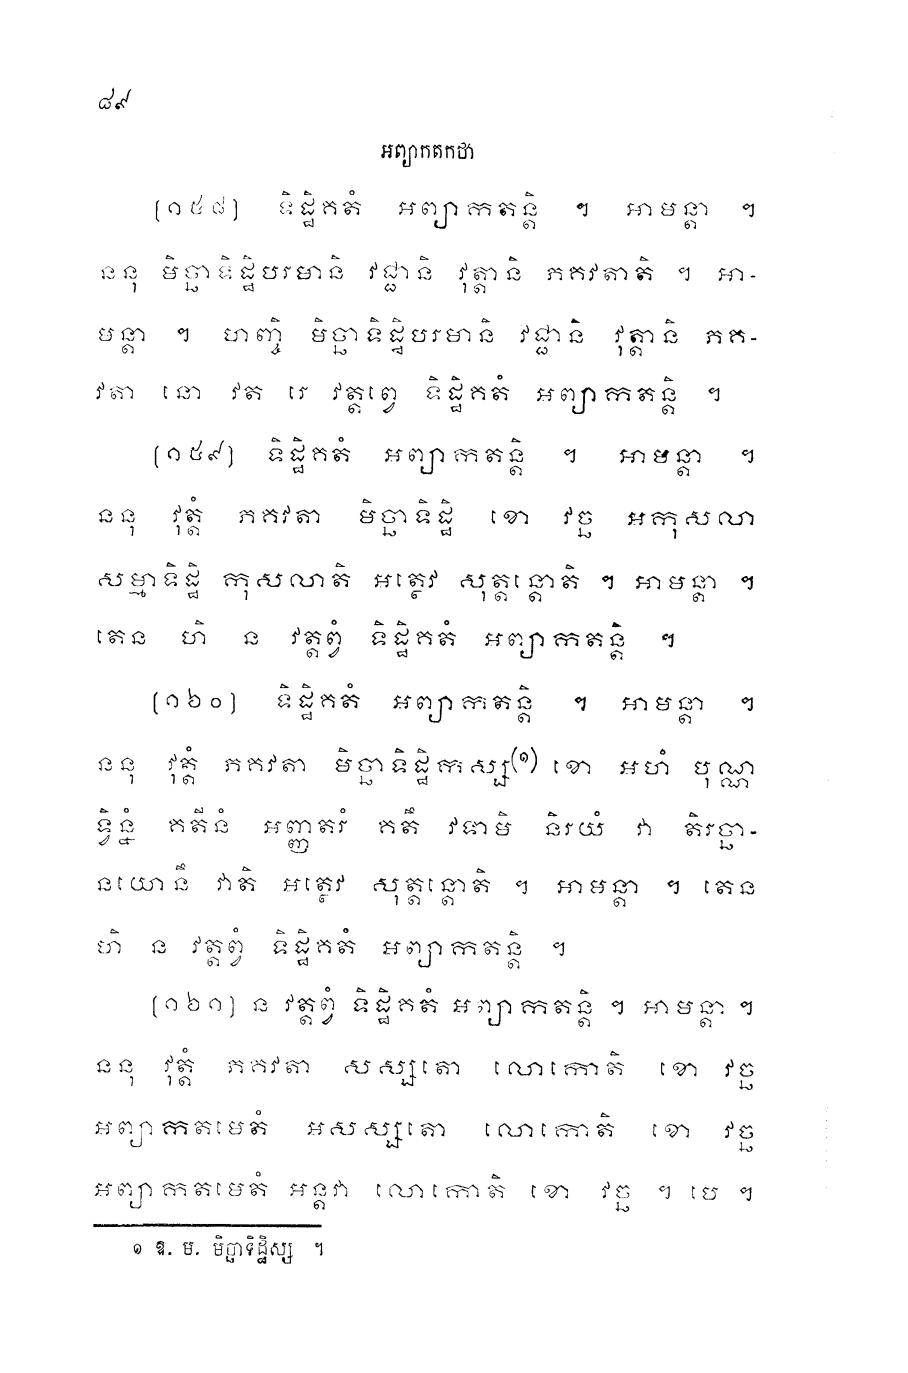 ៨៩
អព្យាកតកថា
(១៥៨) ទិដ្ឋិគតំ អព្យាកតន្តិ ។ អាមន្តា ។
ននុ មិច្ឆាទិដ្ឋិបរមានិ វជ្ជានិ វុត្តានិ ភគវតាតិ ។ អា-
មន្តា ។ ហញ្ចិ មិច្ឆាទិដ្ឋិបរមានិ វជ្ជានិ វុត្តានិ ភគ-
វតា នោ វត រេ វត្តព្វេ ទិដ្ឋិគតំ អព្យាកតន្តិ ។
(១៥៩) ទិដ្ឋិគតំ អព្យាកតន្តិ ។ អាមន្តា ។
ននុ វុត្តំ ភគវតា មិច្ឆាទិដ្ឋិ ខោ វច្ឆ អកុសលា
សម្មាទិដ្ឋិ កុសលាតិ អត្ថេវ សុត្តន្តោតិ ។ អាមន្តា ។
តេន ហិ ន វត្តព្វំ ទិដ្ឋិគតំ អព្យាកតន្តិ ។
(១៦០) ទិដ្ឋិគតំ អព្យាកតន្តិ ។ អាមន្តា ។
ននុ វុត្តំ ភគវតា មិច្ឆាទិដ្ឋិកស្ស(១) ខោ អហំ បុណ្ណ
ទ្វិន្នំ គតីនំ អញ្ញតរំ គតឹ វទាមិ និរយំ វា តិរច្ឆា-
នយោនឹ វាតិ អត្ថេវ សុត្តន្តោតិ ។ អាមន្តា ។ តេន
ហិ ន វត្តព្វំ ទិដ្ឋិគតំ អព្យាកតន្តិ ។
(១៦១) ន វត្តព្វំ ទិដ្ឋិគតំ អព្យាកតន្តិ ។ អាមន្តា ។
ននុ វុត្តំ ភគវតា សស្សតោ លោកោតិ ខោ វច្ឆ
អព្យាកតមេតំ អសស្សតោ លោកោតិ ខោ វច្ឆ
អព្យាកតមេតំ អន្តវា លោកោតិ ខោ វច្ឆ ។ បេ ។
១ ឱ. ម. មិច្ឆាទិដ្ឋិស្ស ។